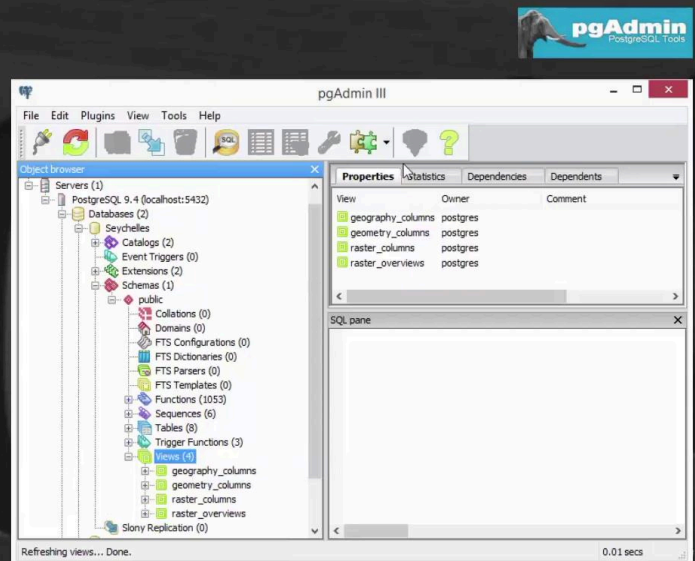 pgAdmin
PostgreSQL Tools
pgAdmin III
File Edit Plugins View Tools Help
SQL
Object browser
Servers (1)
PostgreSQL 9.4 (localhost:5432)
Databases (2)
Seychelles
Catalogs (2)
Event Triggers (0)
Extensions (2)
Schemas (1)
public
Collations (0)
Domains (0)
FTS Configurations (0)
FTS Dictionaries (0)
FTS Parsers (0)
FTS Templates (0)
Functions (1053)
Sequences (6)
Tables (8)
Trigger Functions (3)
Views (4)
geography_columns
geometry_columns
raster_columns
raster_overviews
Slony Replication (0)
Properties Statistics Dependencies Dependents
View Owner Comment
geography_columns postgres
geometry_columns postgres
raster_columns postgres
raster_overviews postgres
SQL pane
Refreshing views... Done. 0.01 secs